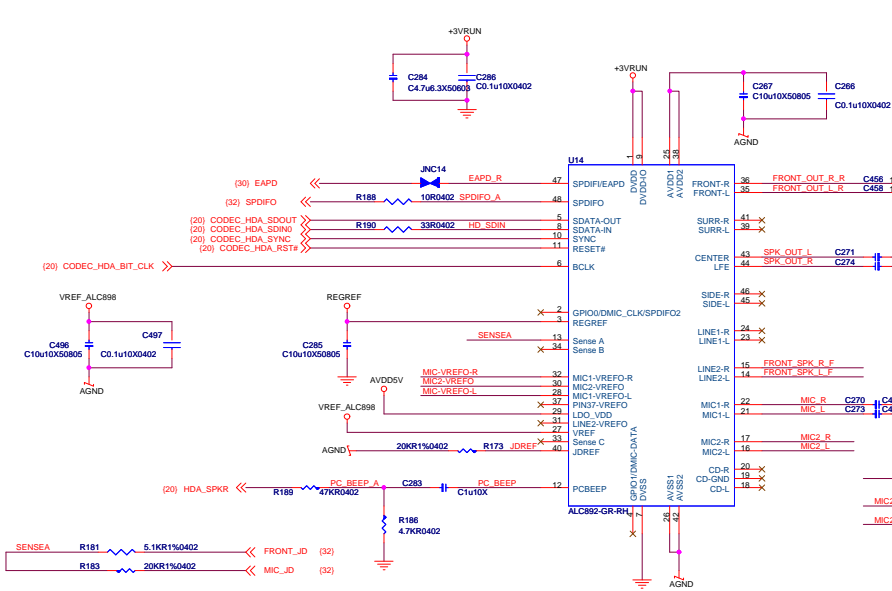 +3VRUN
C284
C4.7u6.3X50603
C286
C0.1u10X0402
+3VRUN
C267
C10u10X50805
C266
C0.1u10X0402
AGND
U14
1
9
25
38
DVDD
DVDD-IO
AVDD1
AVDD2
JNC14
{30} EAPD
EAPD_R
47
SPDIFI/EAPD
{32} SPDIFO
R188
10R0402
SPDIFO_A
48
SPDIFO
{20} CODEC_HDA_SDOUT
5
SDATA-OUT
{20} CODEC_HDA_SDIN0
R190
33R0402
HD_SDIN
8
SDATA-IN
{20} CODEC_HDA_SYNC
10
SYNC
{20} CODEC_HDA_RST#
11
RESET#
{20} CODEC_HDA_BIT_CLK
6
BCLK
FRONT-R
36
FRONT_OUT_R_R
C456
1
FRONT-L
35
FRONT_OUT_L_R
C458
1
SURR-R
41
SURR-L
39
CENTER
43
SPK_OUT_L
C271
LFE
44
SPK_OUT_R
C274
SIDE-R
46
SIDE-L
45
VREF_ALC898
C496
C10u10X50805
C497
C0.1u10X0402
AGND
REGREF
C285
C10u10X50805
2
GPIO0/DMIC_CLK/SPDIFO2
3
REGREF
SENSEA
13
Sense A
34
Sense B
LINE1-R
24
LINE1-L
23
LINE2-R
15
FRONT_SPK_R_F
LINE2-L
14
FRONT_SPK_L_F
MIC-VREFO-R
32
MIC1-VREFO-R
MIC2-VREFO
30
MIC2-VREFO
MIC-VREFO-L
28
MIC1-VREFO-L
AVDD5V
37
PIN37-VREFO
29
LDO_VDD
31
LINE2-VREFO
VREF_ALC898
27
VREF
33
Sense C
AGND
20KR1%0402
R173
JDREF
40
JDREF
MIC1-R
22
MIC_R
C270
C4
MIC1-L
21
MIC_L
C273
C4
MIC2-R
17
MIC2_R
MIC2-L
16
MIC2_L
CD-R
20
CD-GND
19
CD-L
18
{20} HDA_SPKR
R189
47KR0402
PC_BEEP_A
C283
C1u10X
PC_BEEP
12
PCBEEP
GPIO1/DMIC-DATA
DVSS
AVSS1
AVSS2
4
7
26
42
ALC892-GR-RH
R186
4.7KR0402
MIC2
MIC2
SENSEA
R181
5.1KR1%0402
FRONT_JD {32}
R183
20KR1%0402
MIC_JD {32}
AGND